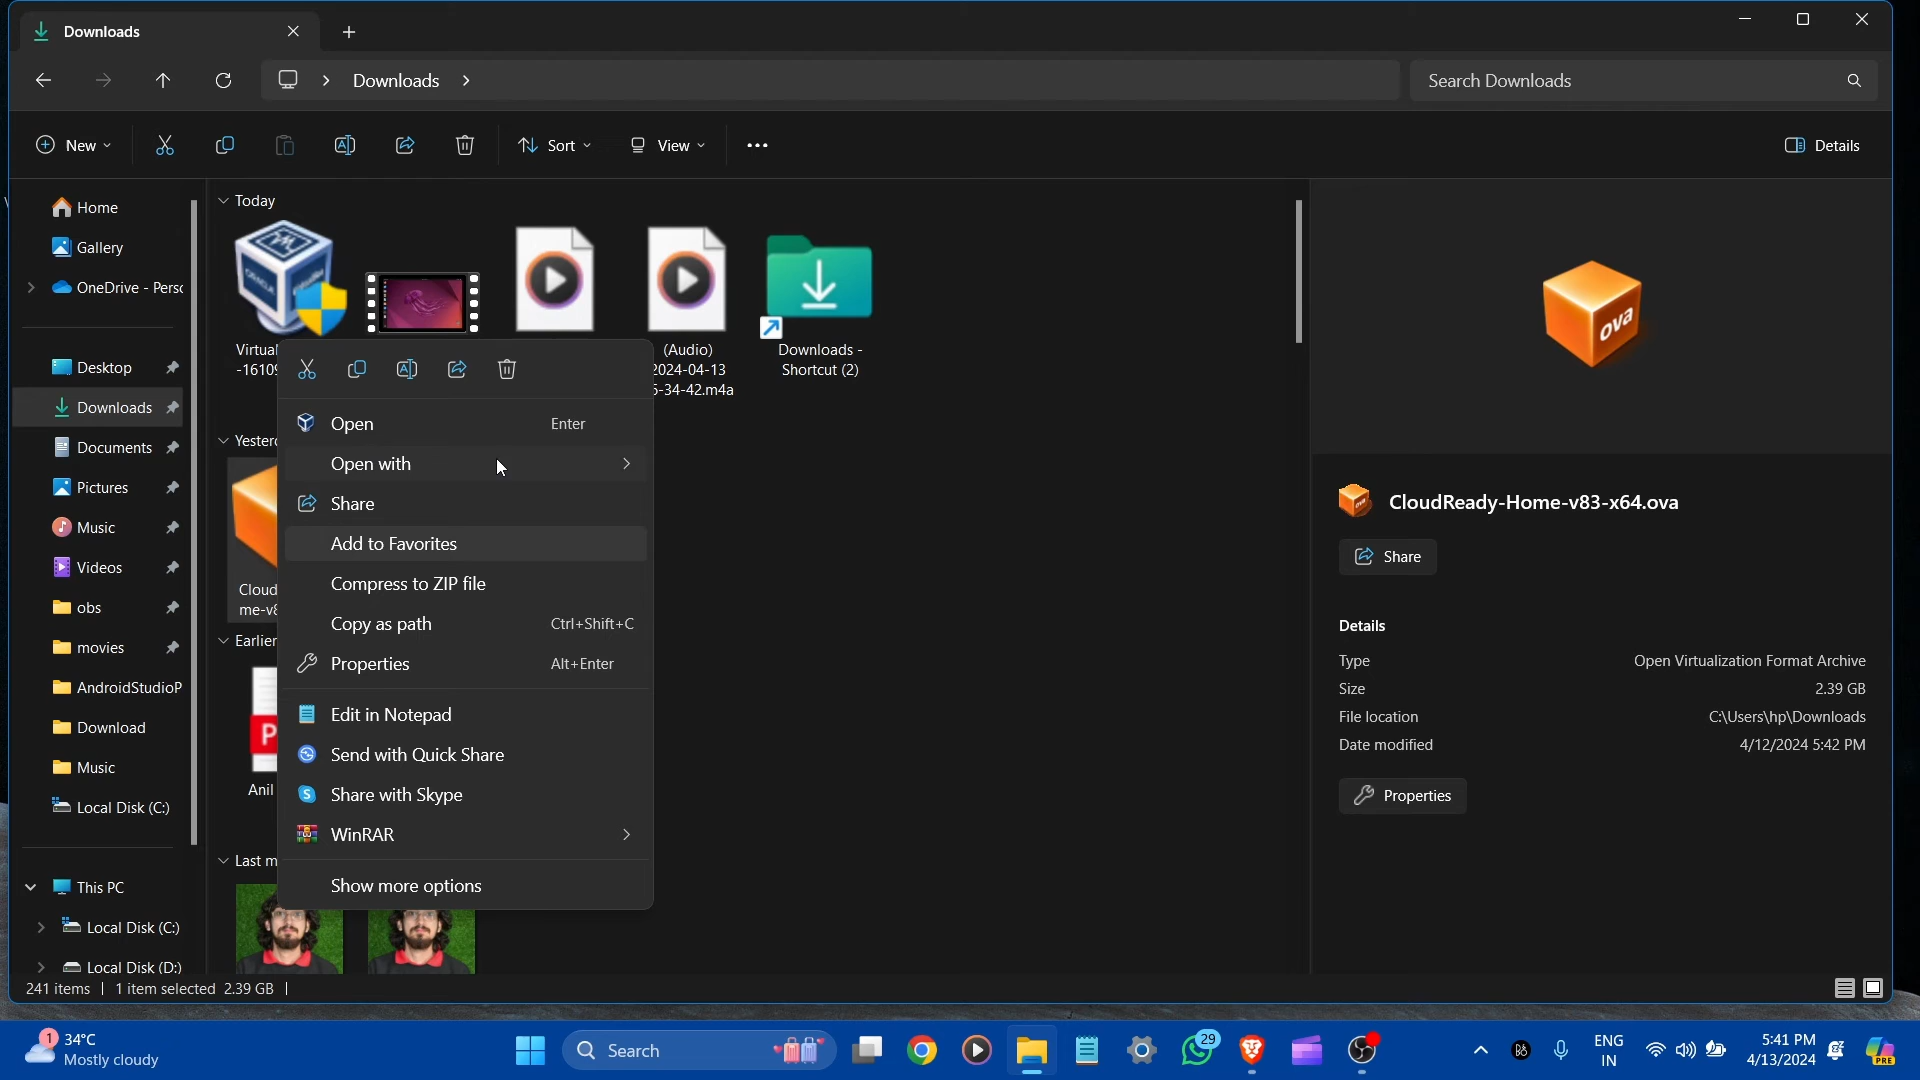 Downloads
Downloads
Search Downloads
New
Sort
View
Details
Home
Gallery
OneDrive - Persc
Desktop
Downloads
Documents
Pictures
Music
Videos
obs
movies
AndroidStudioP
Download
Music
Local Disk (C:)
This PC
Local Disk (C:)
Local Disk (D:)
Today
Virtual
-1610
(Audio)
2024-04-13
5-34-42.m4a
Downloads -
Shortcut (2)
Yester
Cloud
me-v8
Earlier
Anil
Last m
Open Enter
Open with
Share
Add to Favorites
Compress to ZIP file
Copy as path Ctrl+Shift+C
Properties Alt+Enter
Edit in Notepad
Send with Quick Share
Share with Skype
WinRAR
Show more options
ova
CloudReady-Home-v83-x64.ova
Share
Details
Type Open Virtualization Format Archive
Size 2.39 GB
File location C:\Users\hp\Downloads
Date modified 4/12/2024 5:42 PM
Properties
241 items | 1 item selected 2.39 GB |
1
34°C
Mostly cloudy
Search
29
ENG
IN
5:41 PM
4/13/2024
PRE